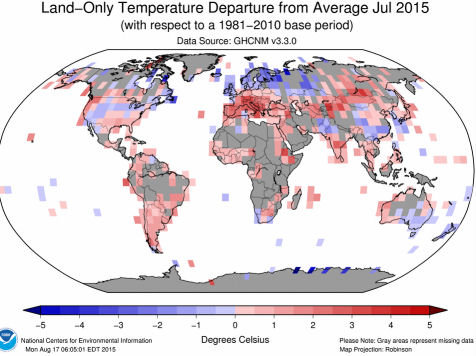 Land−Only Temperature Departure from Average Jul 2015
(with respect to a 1981−2010 base period)
Data Source: GHCNM v3.3.0
−5 −4 −3 −2 −1 0 1 2 3 4 5
Degrees Celsius
National Centers for Environmental Information
Mon Aug 17 06:05:01 EDT 2015
Please Note: Gray areas represent missing data
Map Projection: Robinson